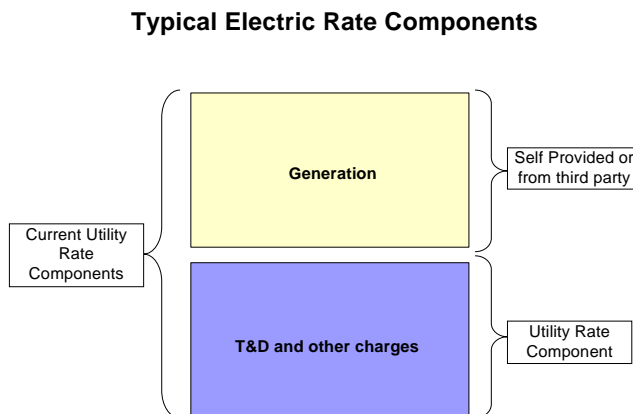 Typical Electric Rate Components
Generation
Self Provided or
from third party
Current Utility
Rate
Components
T&D and other charges
Utility Rate
Component